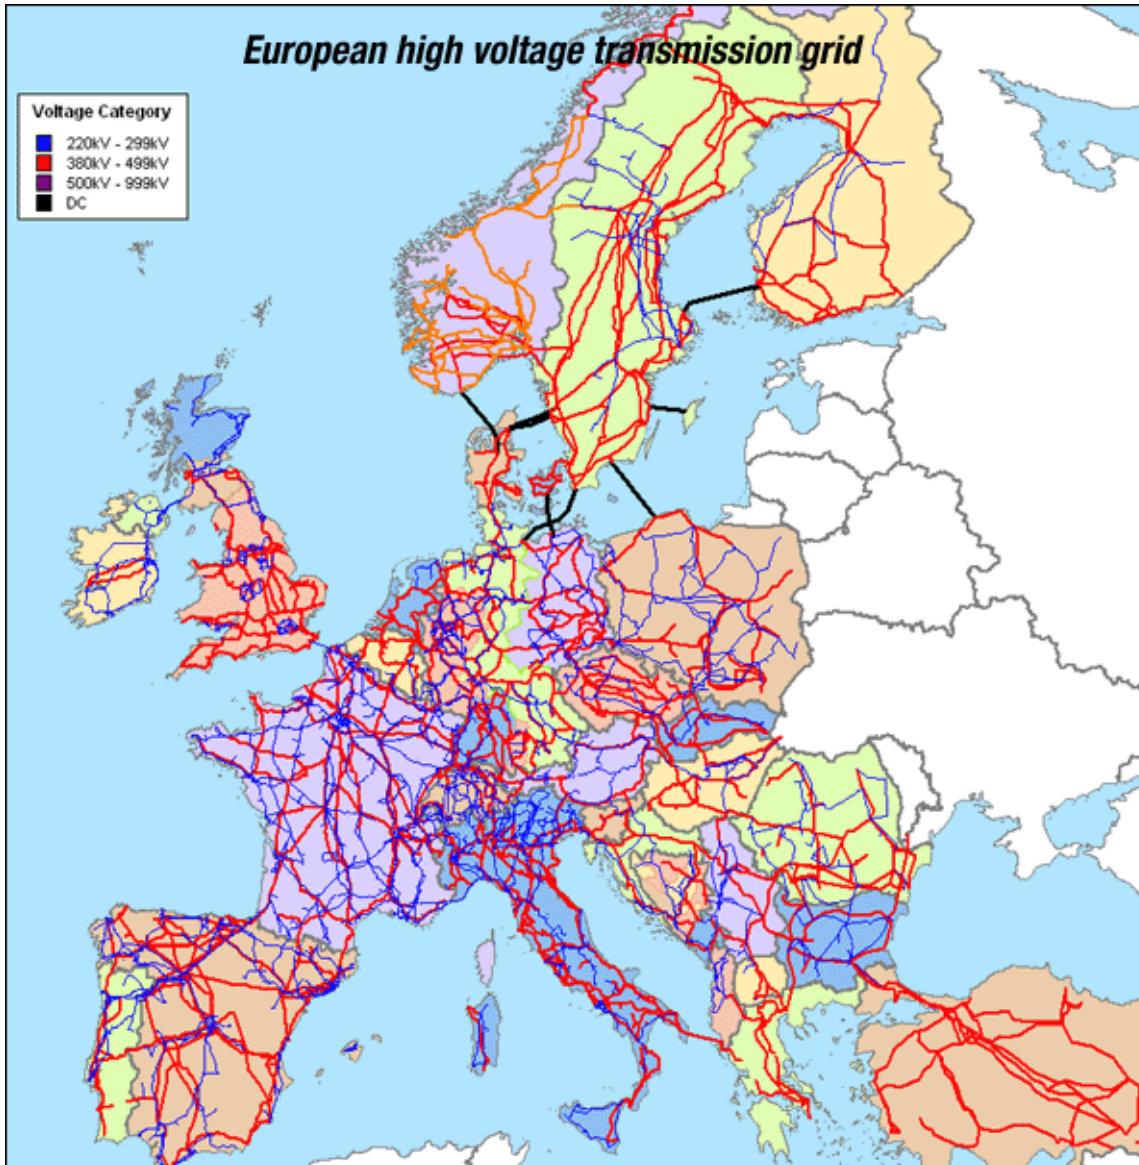 European high voltage transmission grid
Voltage Category
220kV - 299kV
380kV - 499kV
500kV - 999kV
DC